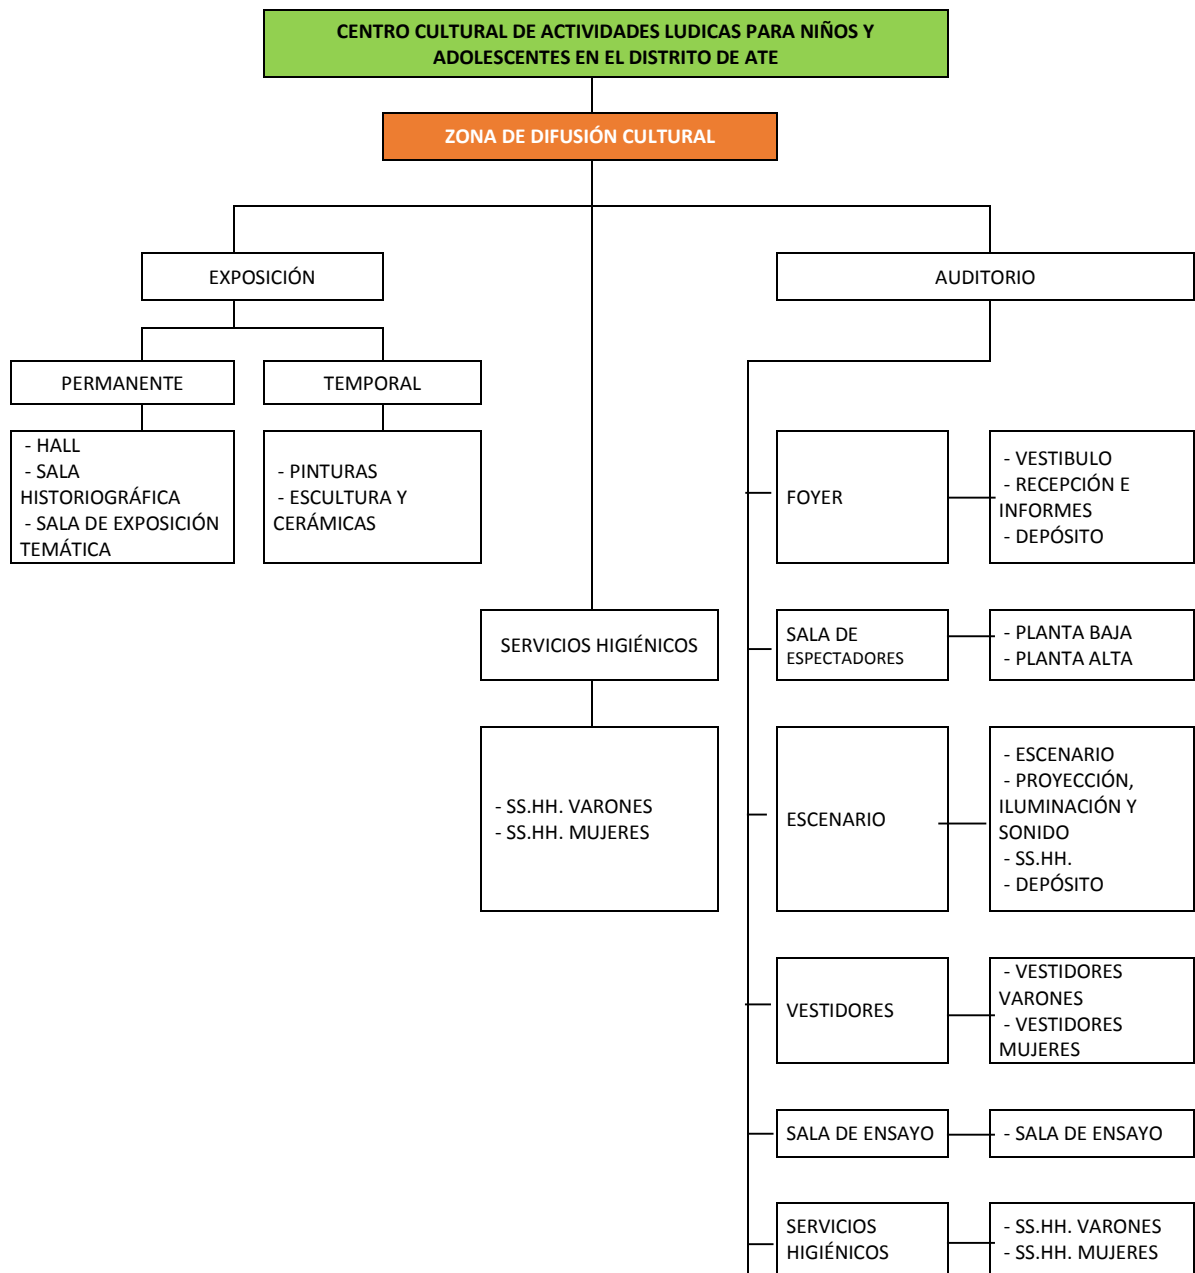 CENTRO CULTURAL DE ACTIVIDADES LUDICAS PARA NIÑOS Y
ADOLESCENTES EN EL DISTRITO DE ATE
ZONA DE DIFUSIÓN CULTURAL
EXPOSICIÓN
AUDITORIO
PERMANENTE
TEMPORAL
- HALL
- SALA
HISTORIOGRÁFICA
- SALA DE EXPOSICIÓN
TEMÁTICA
- PINTURAS
- ESCULTURA Y
CERÁMICAS
FOYER
- VESTIBULO
- RECEPCIÓN E
INFORMES
- DEPÓSITO
SERVICIOS HIGIÉNICOS
SALA DE
ESPECTADORES
- PLANTA BAJA
- PLANTA ALTA
- SS.HH. VARONES
- SS.HH. MUJERES
ESCENARIO
- ESCENARIO
- PROYECCIÓN,
ILUMINACIÓN Y
SONIDO
- SS.HH.
- DEPÓSITO
VESTIDORES
- VESTIDORES
VARONES
- VESTIDORES
MUJERES
SALA DE ENSAYO
- SALA DE ENSAYO
SERVICIOS
HIGIÉNICOS
- SS.HH. VARONES
- SS.HH. MUJERES